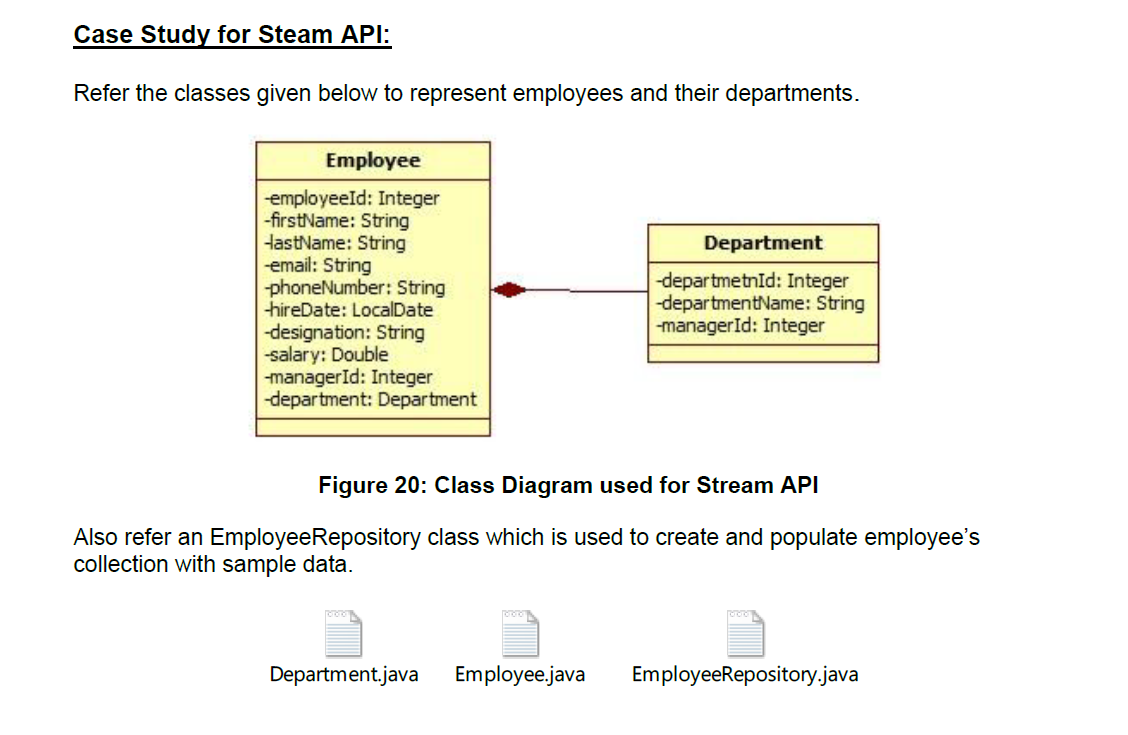 Case Study for Steam API:
Refer the classes given below to represent employees and their departments.
Employee
-employeeId: Integer
-firstName: String
-lastName: String
-email: String
-phoneNumber: String
-hireDate: LocalDate
-designation: String
-salary: Double
-managerId: Integer
-department: Department
Department
-departmetnId: Integer
-departmentName: String
-managerId: Integer
Figure 20: Class Diagram used for Stream API
Also refer an EmployeeRepository class which is used to create and populate employee’s
collection with sample data.
Department.java Employee.java EmployeeRepository.java